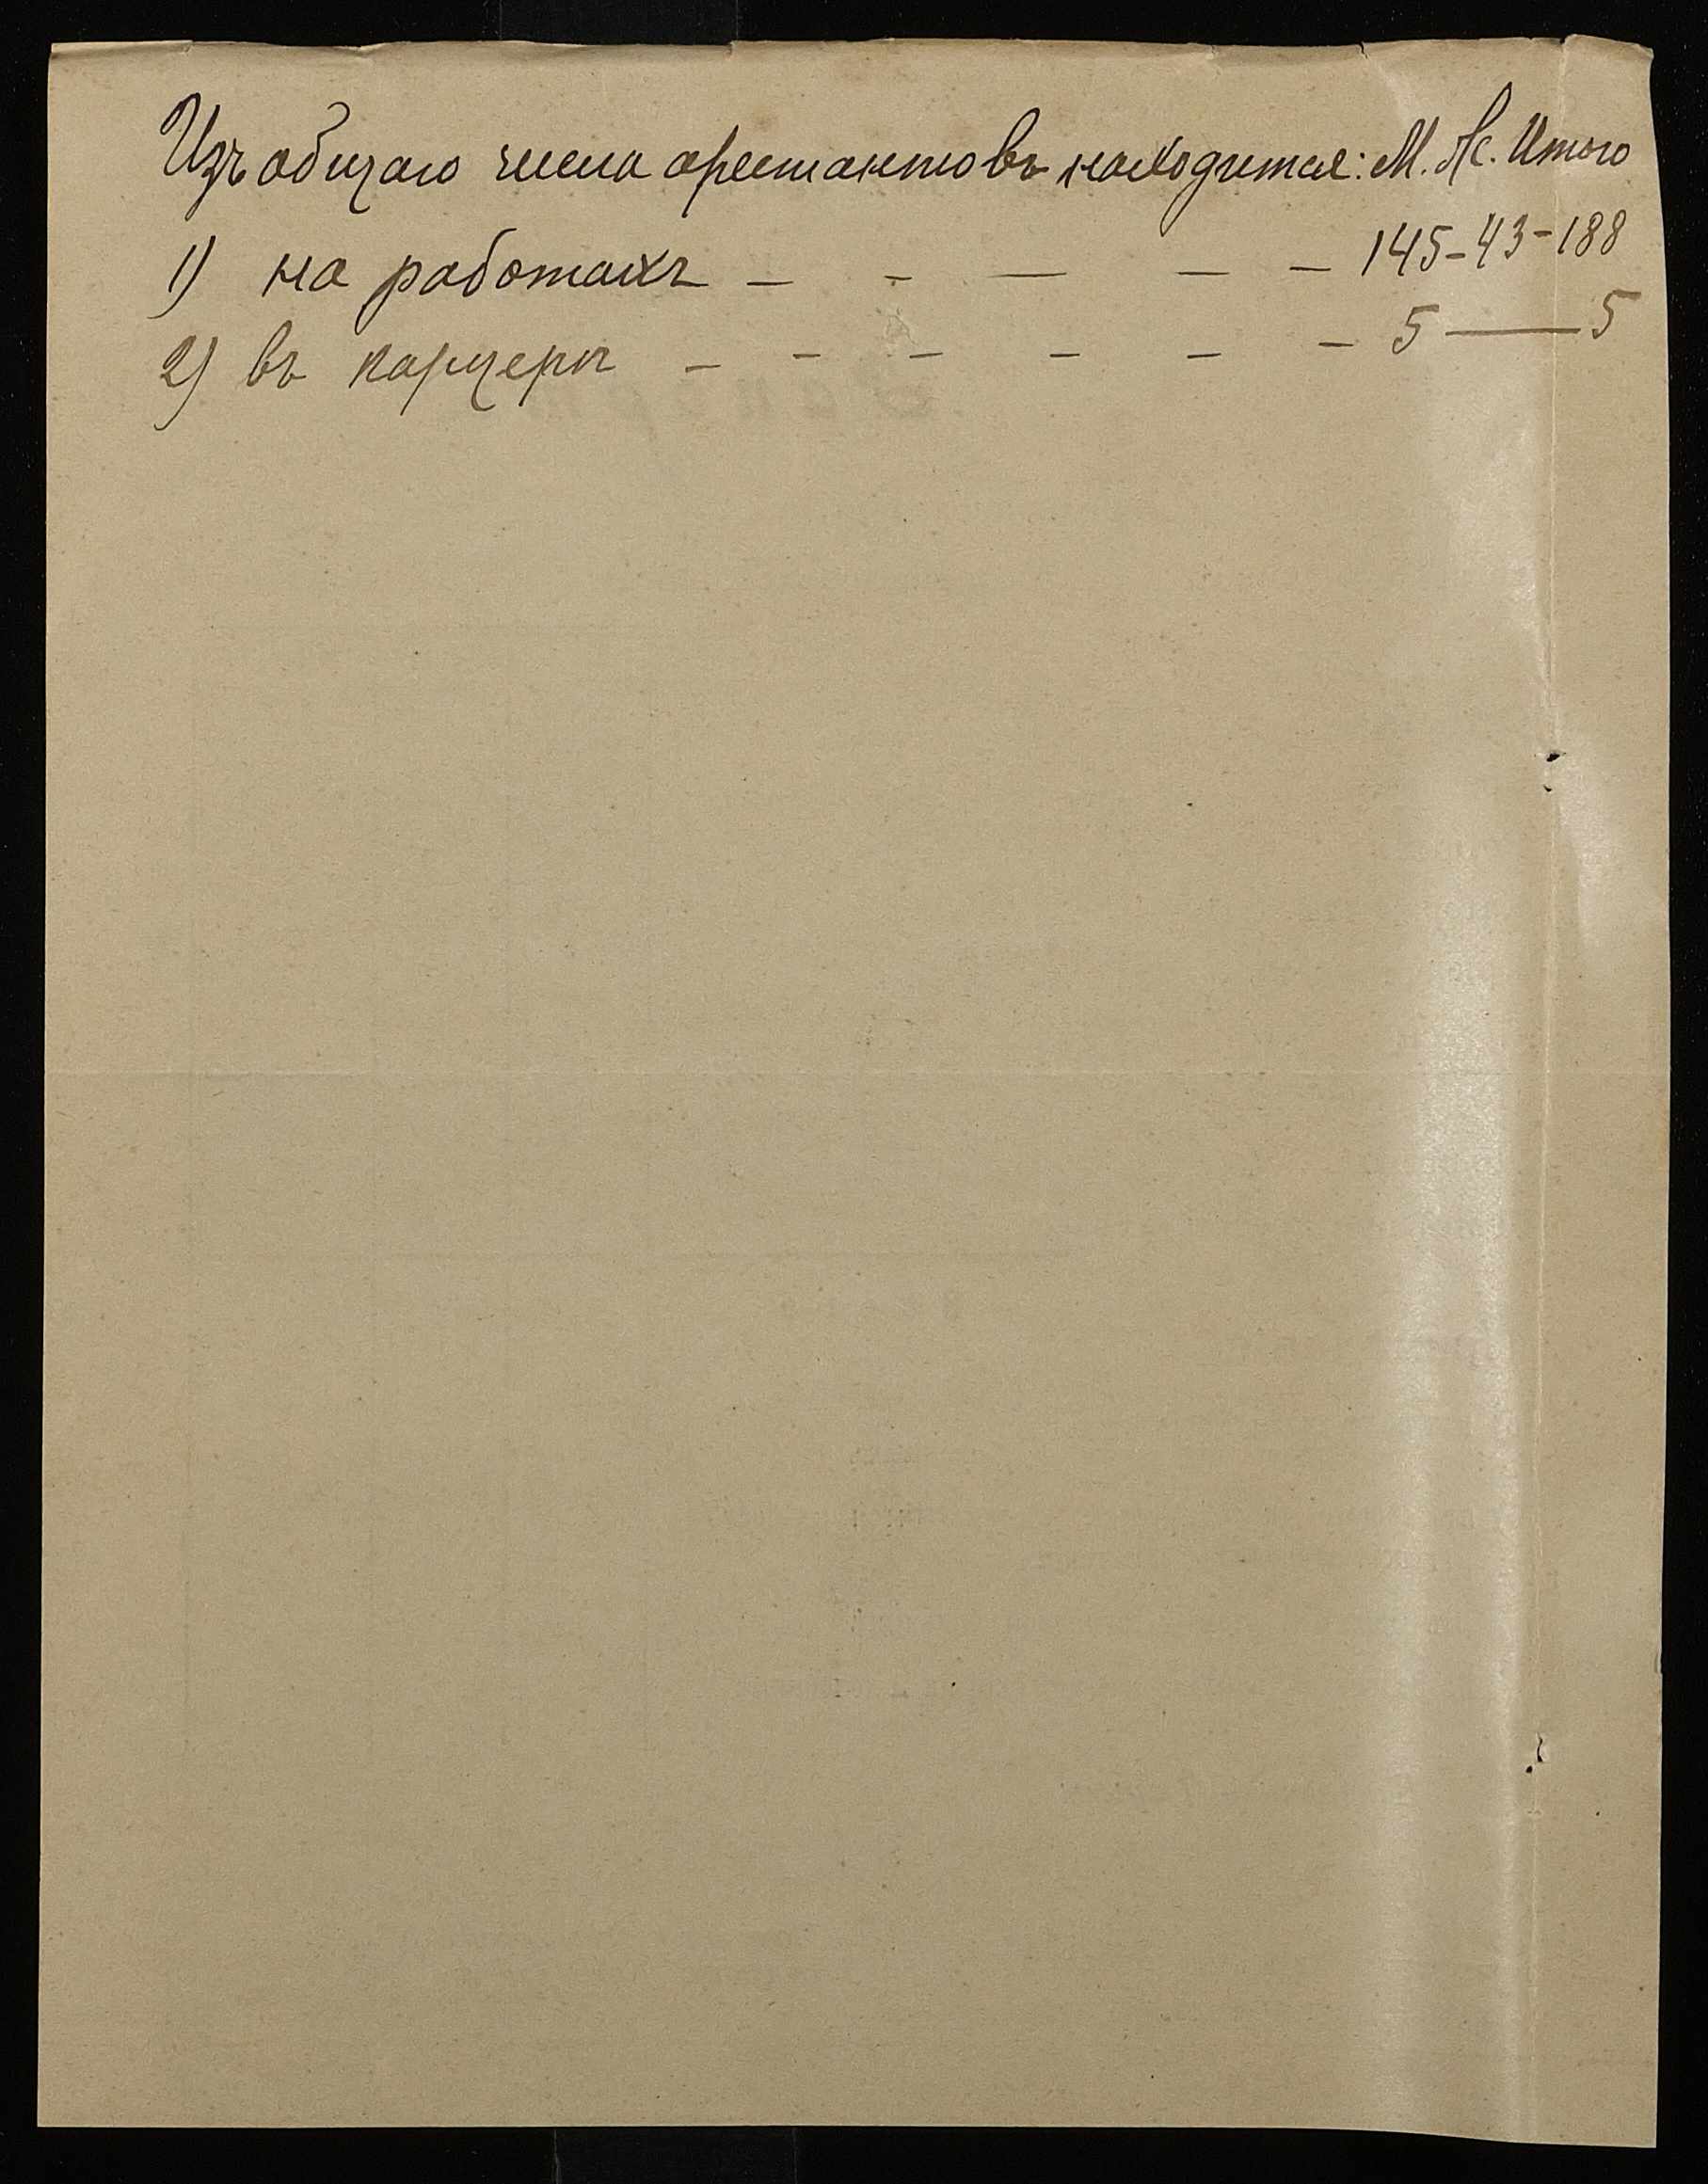 Изъ общаго числа арестантовъ находится: М. Ж. Итого
1) на работахъ — — — — — 145-43-188
2) въ карцерѣ — — — — — — 5 — 5